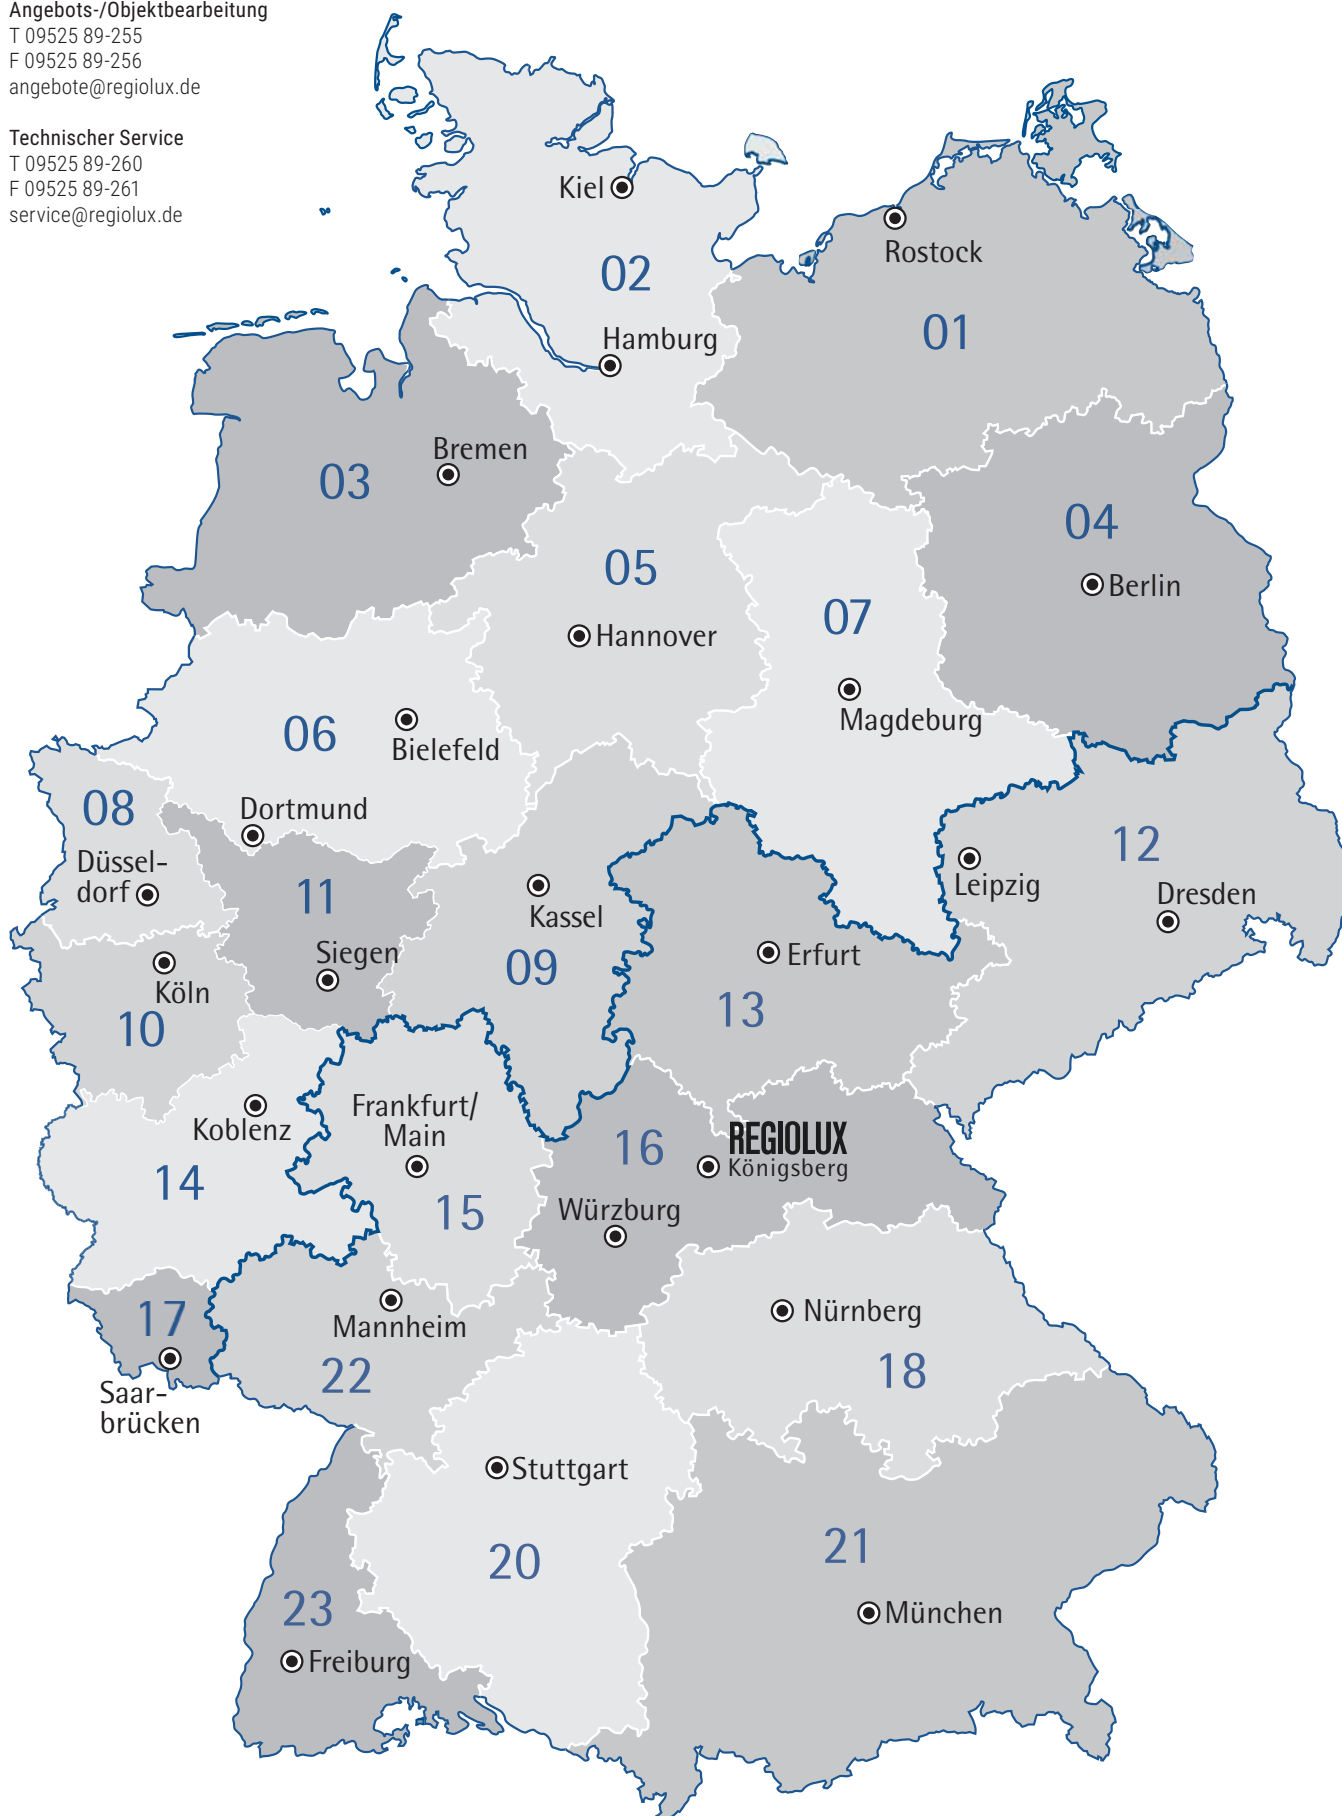 Angebots-/Objektbearbeitung
T 09525 89-255
F 09525 89-256
angebote@regiolux.de
Technischer Service
T 09525 89-260
F 09525 89-261
service@regiolux.de
Kiel
Rostock
02
01
Hamburg
Bremen
03
04
05
Berlin
07
Hannover
Magdeburg
06
Bielefeld
08
Dortmund
12
Düssel-
dorf
11
Leipzig
Dresden
Kassel
Siegen
Erfurt
09
Köln
13
10
Frankfurt/
Main
Koblenz
16
REGIOLUX
Königsberg
14
15
Würzburg
17
Nürnberg
Mannheim
22
18
Saar-
brücken
Stuttgart
21
20
23
München
Freiburg